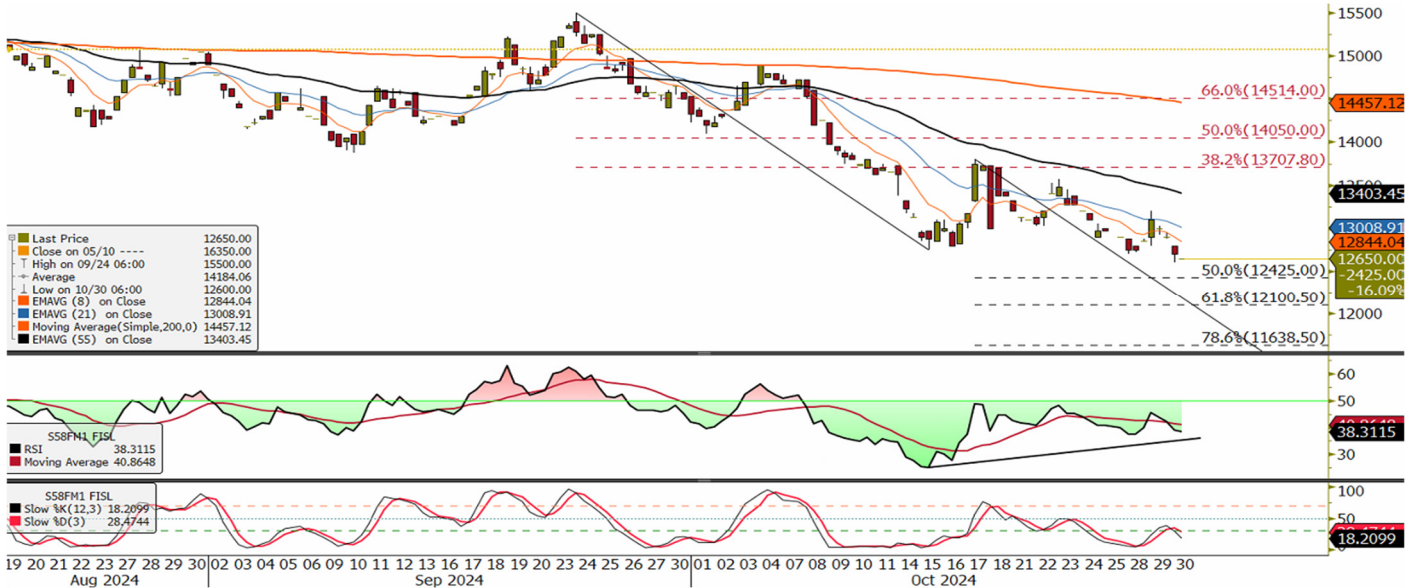 15500
15000
66.0%(14514.00)
14457.12
50.0%(14050.00)
14000
38.2%(13707.80)
13500
13403.45
13008.91
12844.04
12650.00
-2425.00
-16.09%
50.0%(12425.00)
61.8%(12100.50)
12000
78.6%(11638.50)
Last Price 12650.00
Close on 05/10 ---- 16350.00
High on 09/24 06:00 15500.00
Average 14184.06
Low on 10/30 06:00 12600.00
EMAVG (8) on Close 12844.04
EMAVG (21) on Close 13008.91
Moving Average(Simple,200,0) 14457.12
EMAVG (55) on Close 13403.45
60
50
40.8648
38.3115
30
S58FM1 FISL
RSI 38.3115
Moving Average 40.8648
100
50
18.2099
0
S58FM1 FISL
Slow %K(12,3) 18.2099
Slow %D(3) 28.4744
19 20 21 22 23 26 27 28 29 30 02 03 04 05 06 09 10 11 12 13 16 17 18 19 20 23 24 25 26 27 30 01 02 03 04 07 08 09 10 11 14 15 16 17 18 21 22 23 24 25 28 29 30
Aug 2024 Sep 2024 Oct 2024